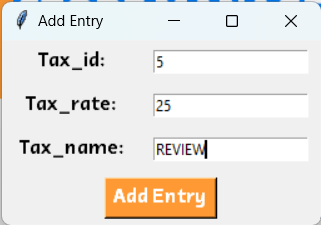 Add Entry
Tax_id: 5
Tax_rate: 25
Tax_name: REVIEW
Add Entry